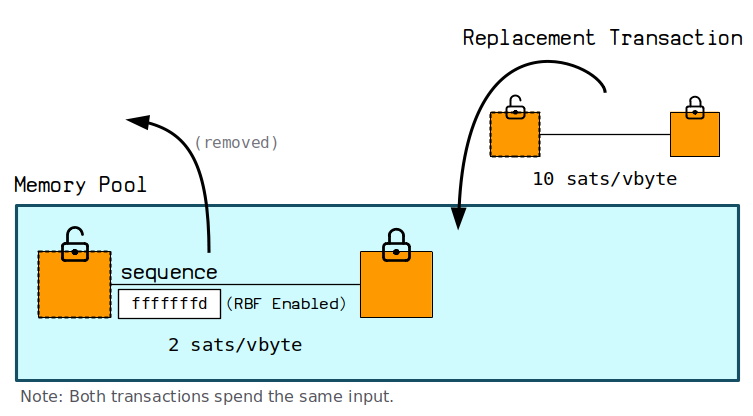 Replacement Transaction
(removed)
10 sats/vbyte
Memory Pool
sequence
fffffffd (RBF Enabled)
2 sats/vbyte
Note: Both transactions spend the same input.